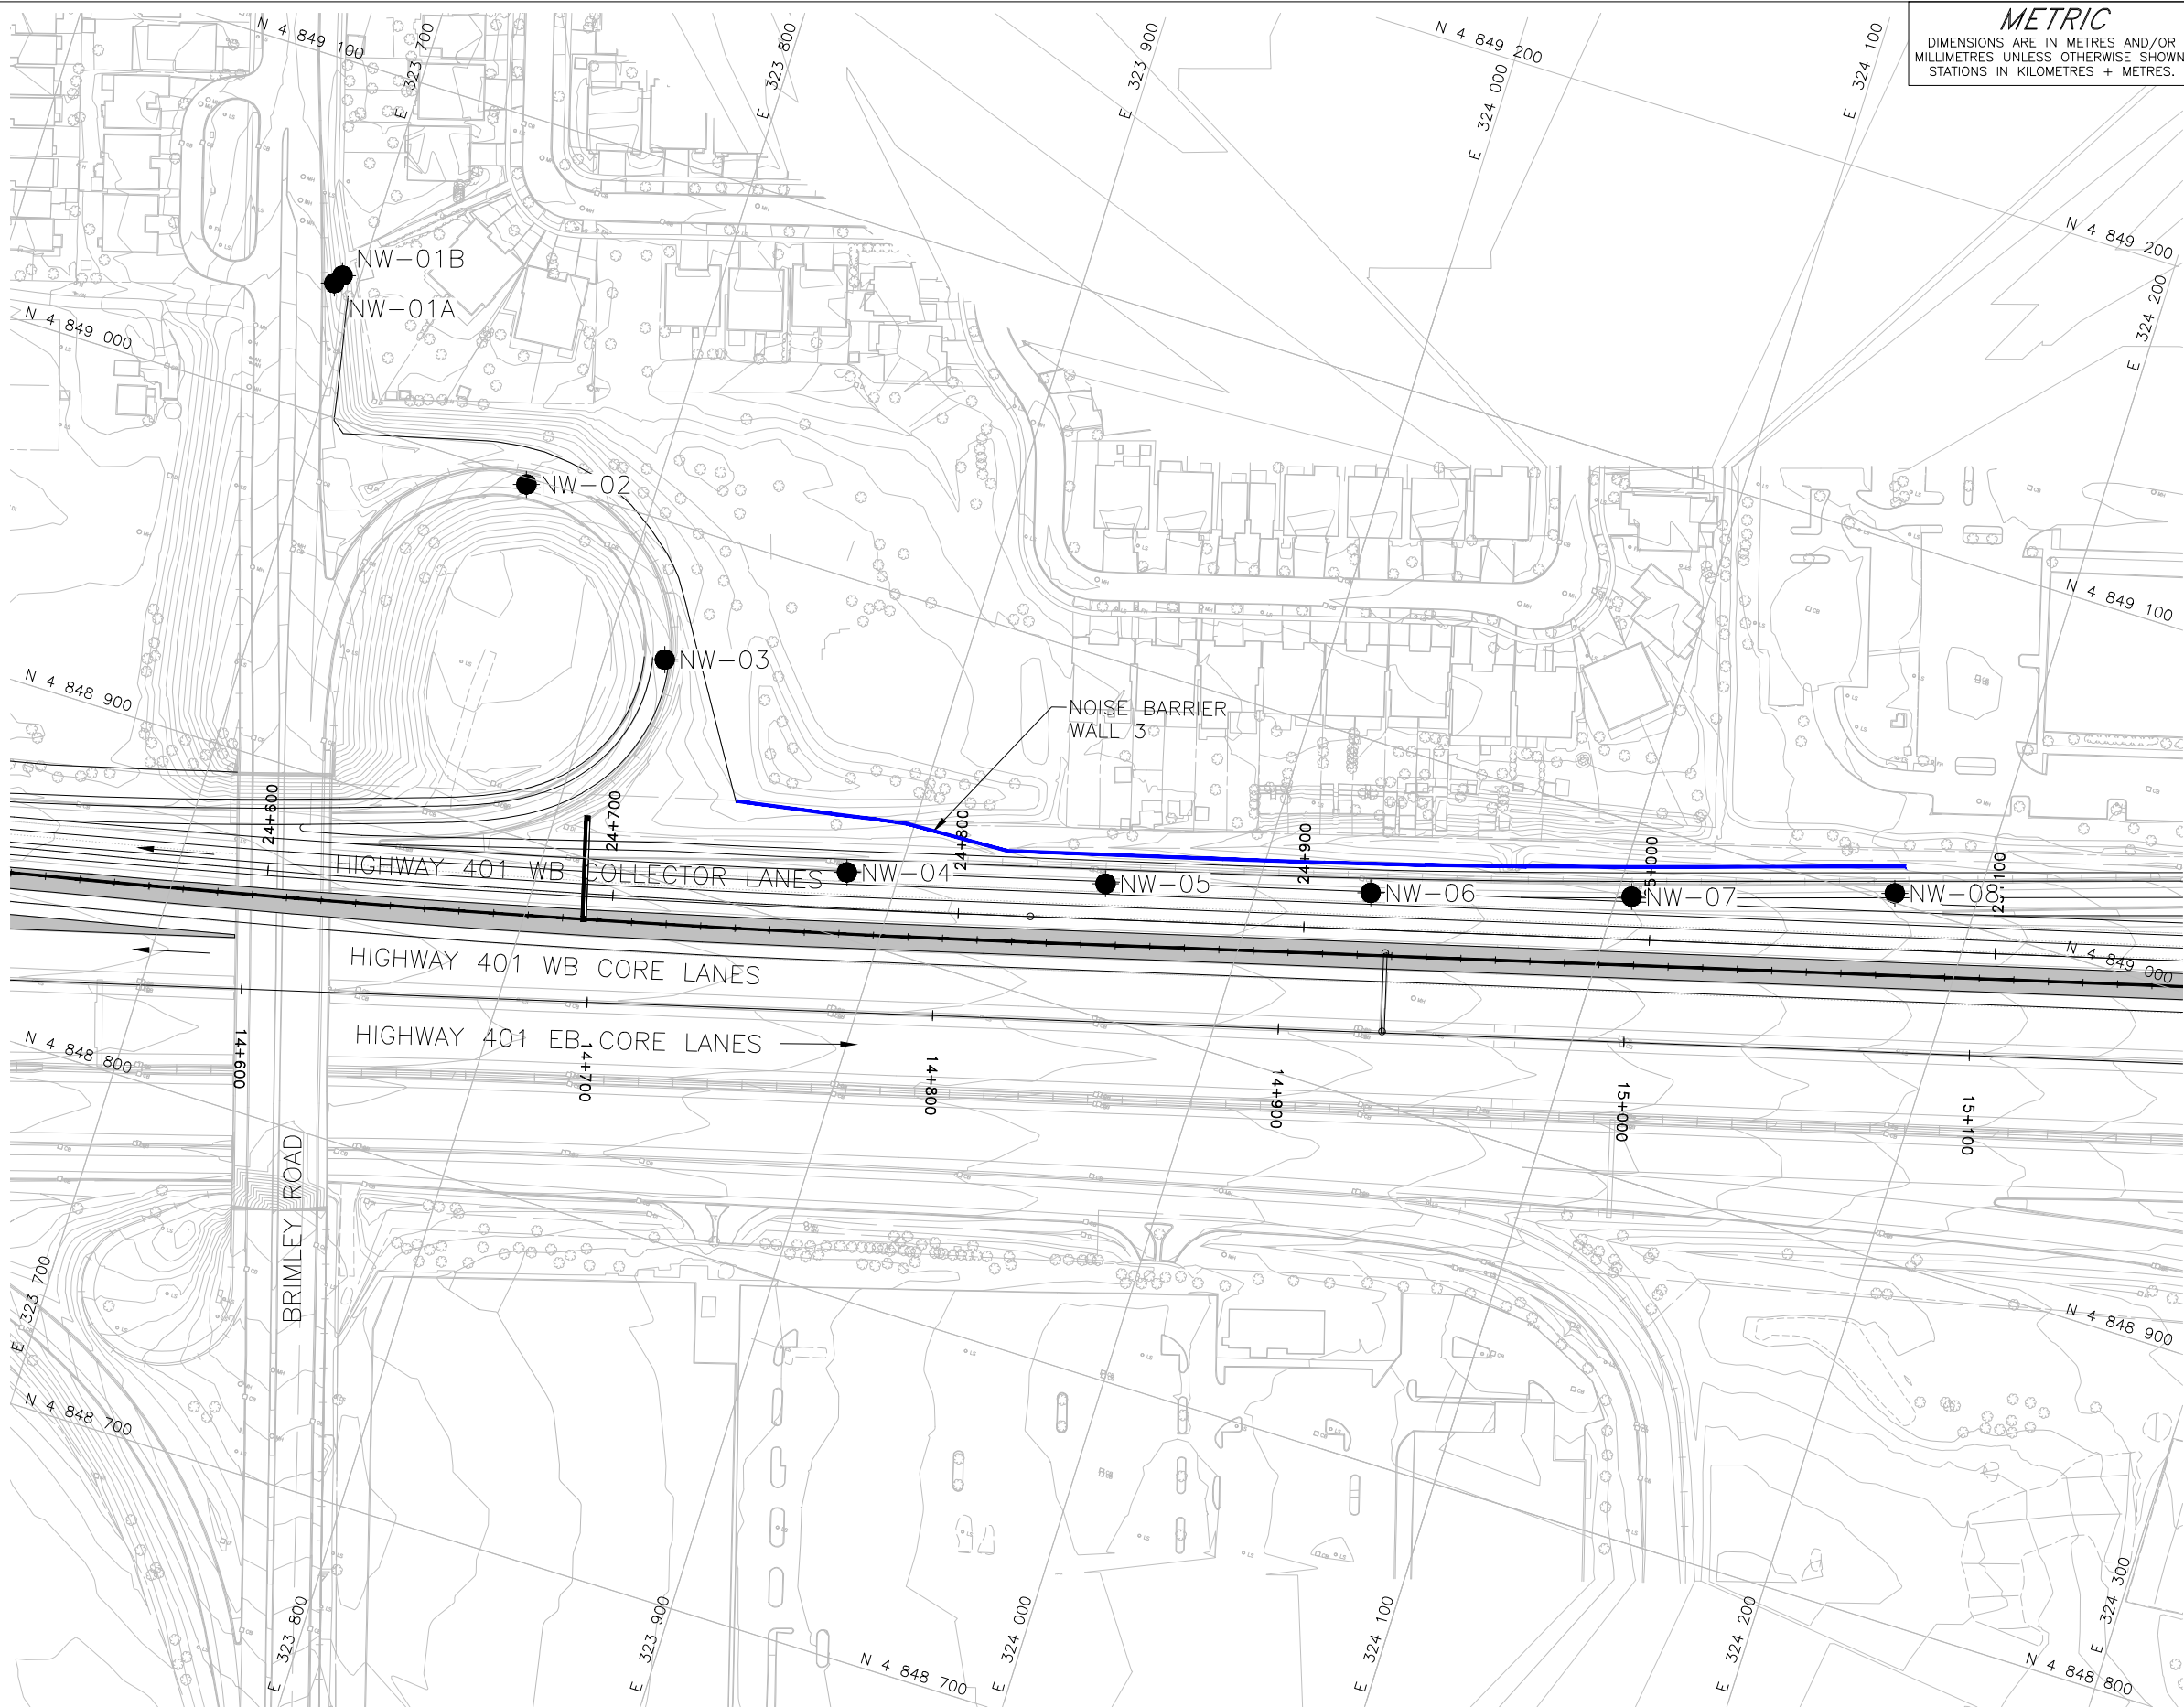 METRIC
DIMENSIONS ARE IN METRES AND/OR
MILLIMETRES UNLESS OTHERWISE SHOWN
STATIONS IN KILOMETRES + METRES.
N 4 849 100
E 323 700
E 323 800
E 323 900
N 4 849 200
E 324 000
E 324 100
N 4 849 200
E 324 200
NW-01B
NW-01A
N 4 849 000
NW-02
N 4 849 100
NW-03
N 4 848 900
NOISE BARRIER
WALL 3
24+600
24+700
24+800
24+900
25+000
25+100
HIGHWAY 401 WB COLLECTOR LANES
NW-04
NW-05
NW-06
NW-07
NW-08
HIGHWAY 401 WB CORE LANES
N 4 849 000
HIGHWAY 401 EB CORE LANES
N 4 848 800
14+600
14+700
14+800
14+900
15+000
15+100
BRIMLEY ROAD
E 323 700
N 4 848 900
N 4 848 700
E 323 800
E 323 900
N 4 848 700
E 324 000
E 324 100
E 324 200
E 324 300
N 4 848 800